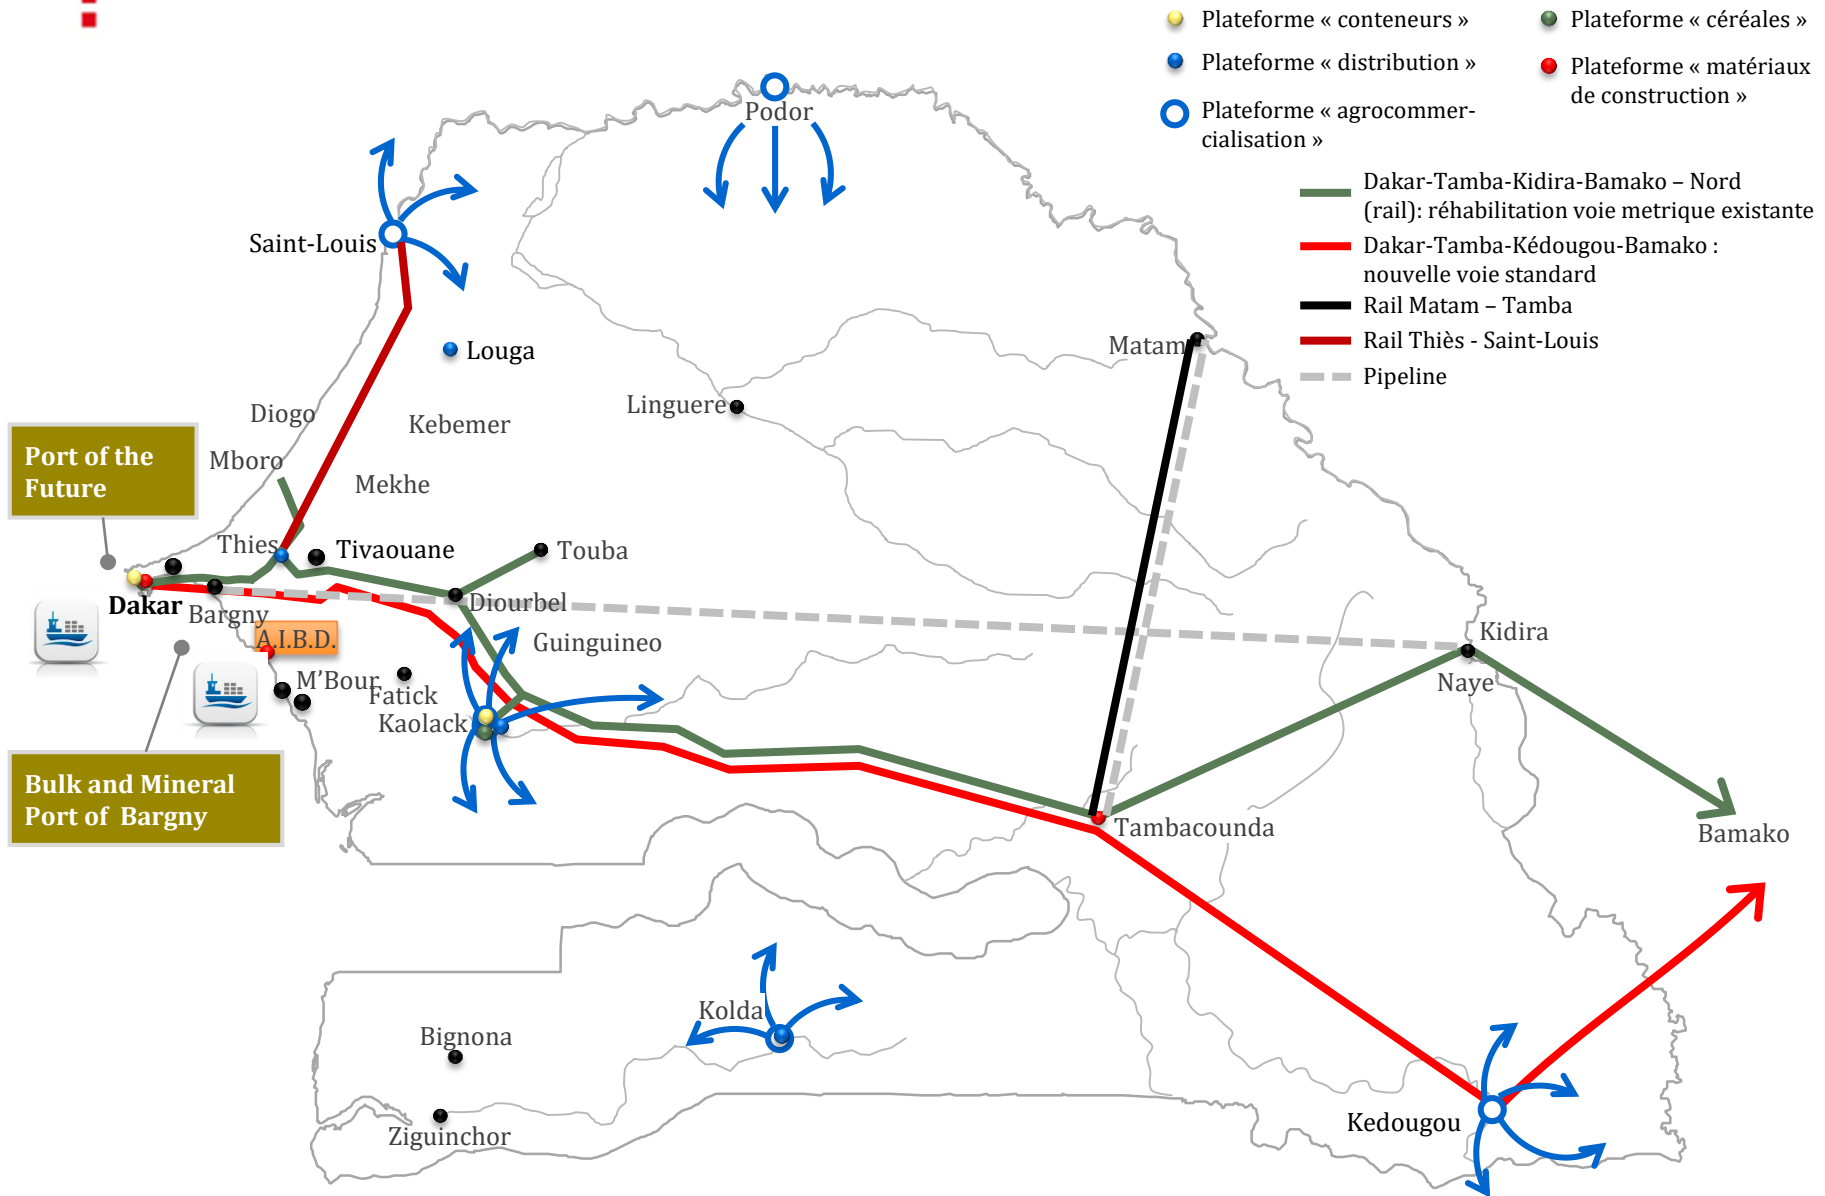 Plateforme « conteneurs »
Plateforme « céréales »
Plateforme « distribution »
Plateforme « matériaux
de construction »
Plateforme « agrocommer-
cialisation »
Dakar-Tamba-Kidira-Bamako – Nord
(rail): réhabilitation voie metrique existante
Dakar-Tamba-Kédougou-Bamako :
nouvelle voie standard
Rail Matam – Tamba
Rail Thiès - Saint-Louis
Pipeline
Podor
Saint-Louis
Louga
Matam
Linguere
Diogo
Kebemer
Port of the
Future
Mboro
Mekhe
Thies
Tivaouane
Touba
Dakar
Bargny
Diourbel
A.I.B.D.
Guinguineo
Kidira
M'Bour
Fatick
Naye
Kaolack
Bulk and Mineral
Port of Bargny
Tambacounda
Bamako
Kolda
Bignona
Ziguinchor
Kedougou